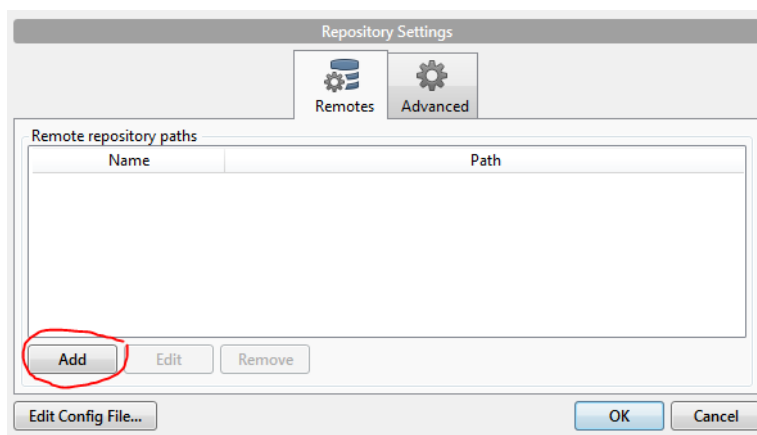 Repository Settings
Remotes Advanced
Remote repository paths
Name Path
Add Edit Remove
Edit Config File... OK Cancel